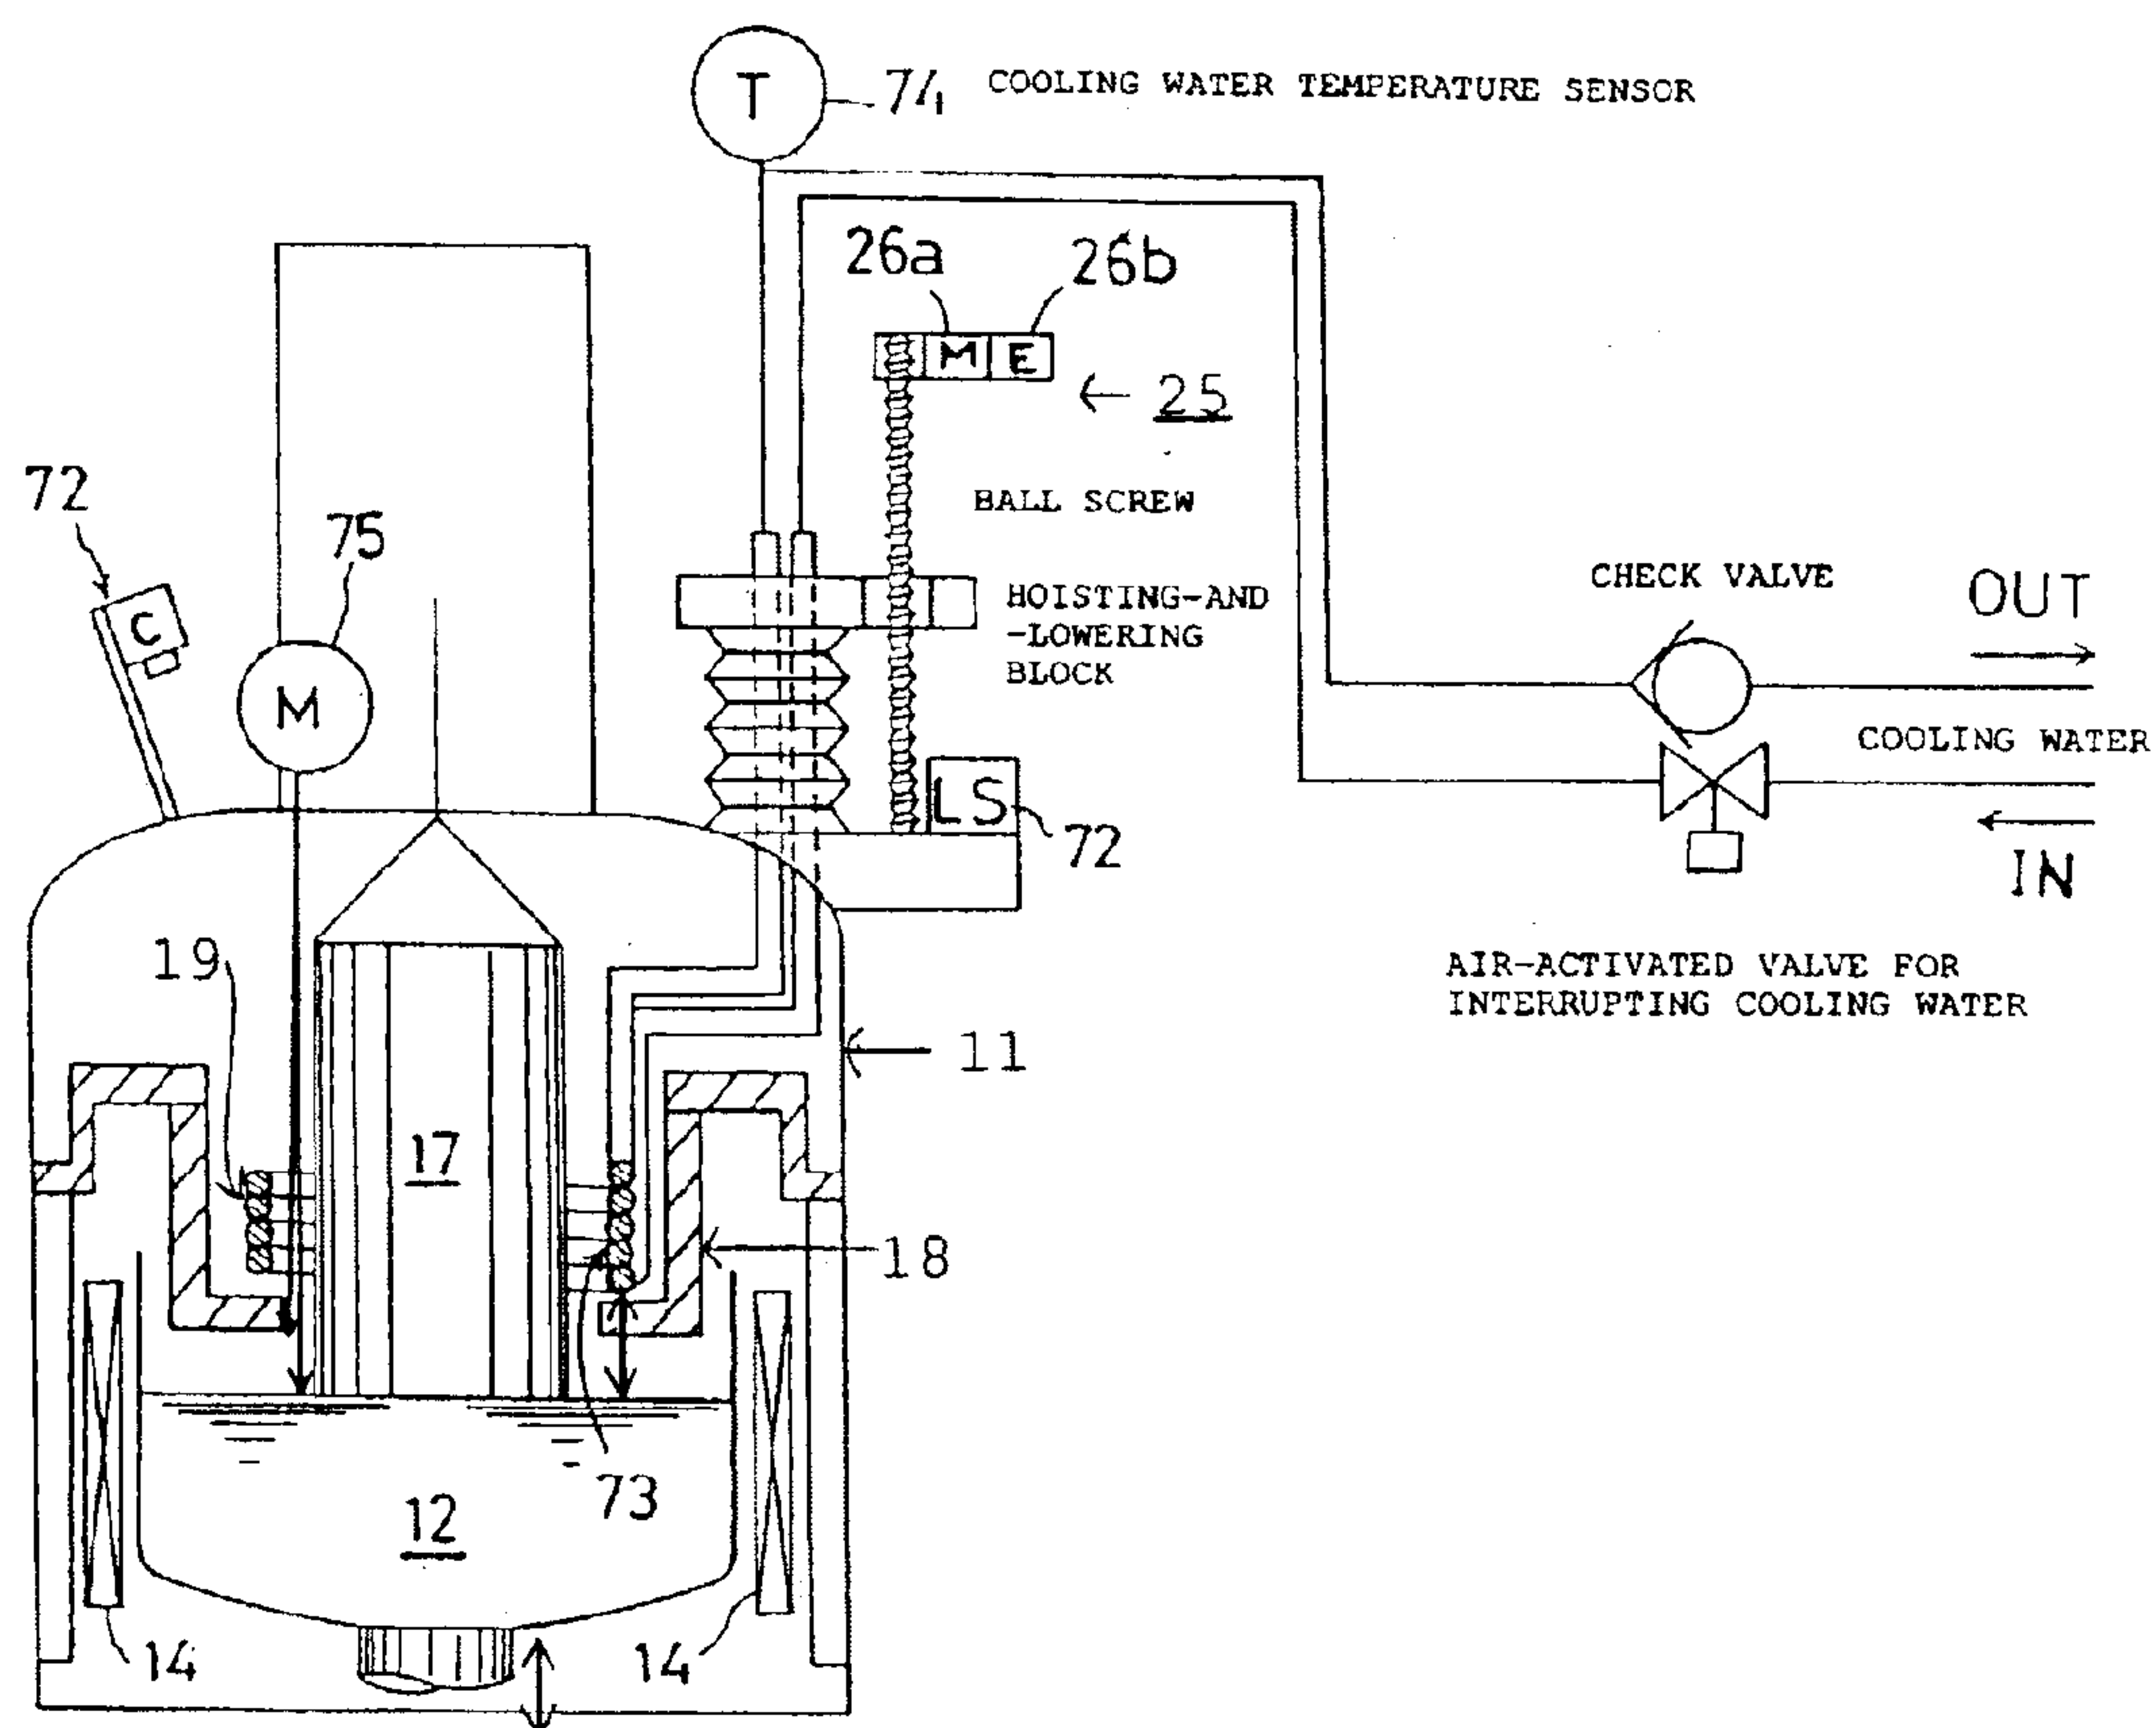 T
74 COOLING WATER TEMPERATURE SENSOR
26a
26b
M E
25
72
75
BALL SCREW
C
M
HOISTING-AND
-LOWERING
BLOCK
CHECK VALVE
OUT
COOLING WATER
LS
72
IN
19
AIR-ACTIVATED VALVE FOR
INTERRUPTING COOLING WATER
11
17
18
73
12
14
14